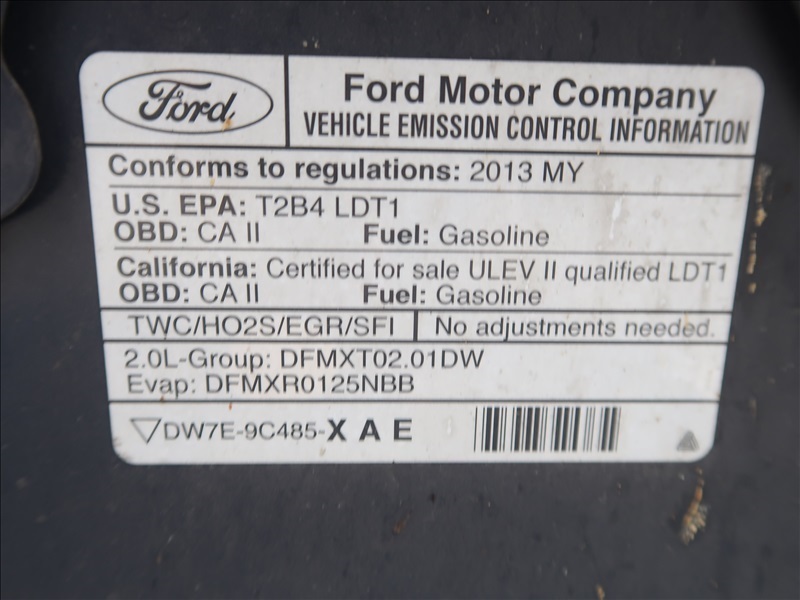 Ford
Ford Motor Company
VEHICLE EMISSION CONTROL INFORMATION
Conforms to regulations: 2013 MY
U.S. EPA: T2B4 LDT1
OBD: CA II Fuel: Gasoline
California: Certified for sale ULEV II qualified LDT1
OBD: CA II Fuel: Gasoline
TWC/HO2S/EGR/SFI No adjustments needed.
2.0L-Group: DFMXT02.01DW
Evap: DFMXR0125NBB
DW7E-9C485-X A E